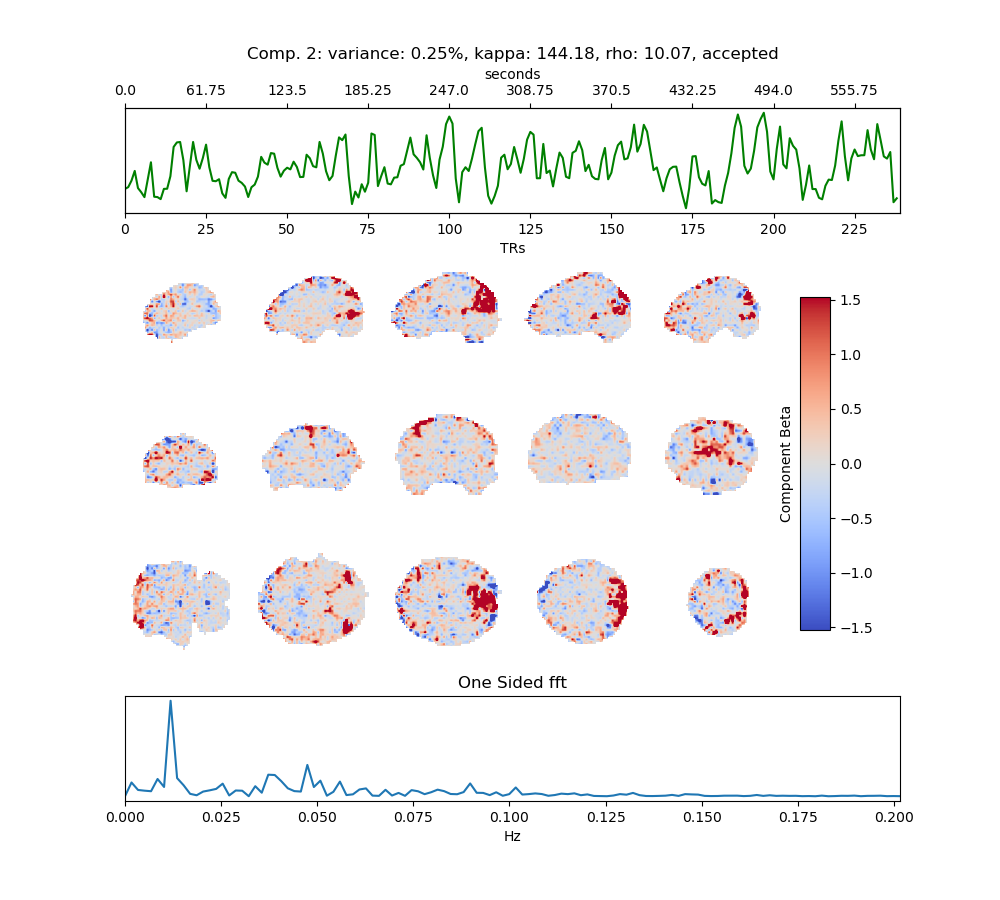 Comp. 2: variance: 0.25%, kappa: 144.18, rho: 10.07, accepted
seconds
0.0 61.75 123.5 185.25 247.0 308.75 370.5 432.25 494.0 555.75
0 25 50 75 100 125 150 175 200 225
TRs
1.5
1.0
0.5
0.0
−0.5
−1.0
−1.5
Component Beta
One Sided fft
0.000 0.025 0.050 0.075 0.100 0.125 0.150 0.175 0.200
Hz